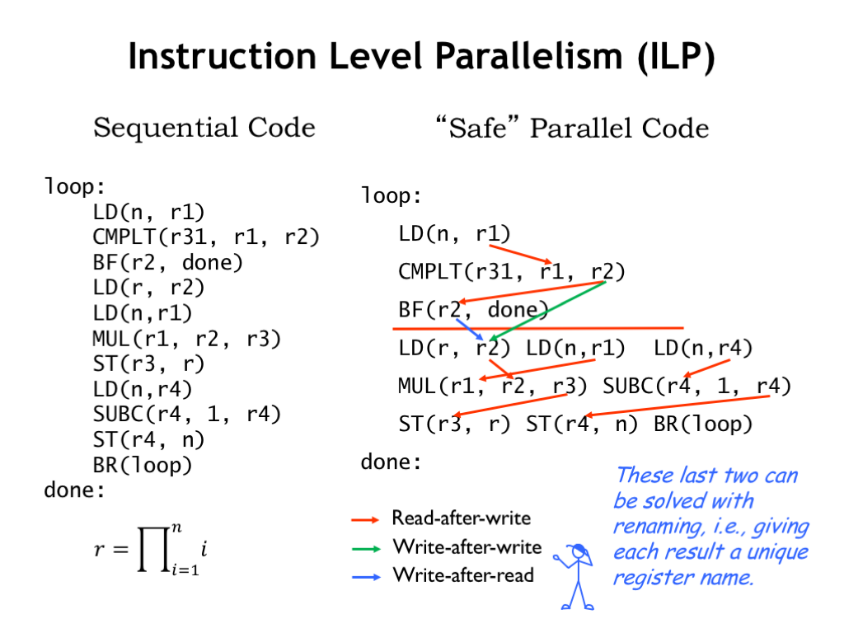 Instruction Level Parallelism (ILP)
Sequential Code
loop:
LD(n, r1)
CMPLT(r31, r1, r2)
BF(r2, done)
LD(r, r2)
LD(n,r1)
MUL(r1, r2, r3)
ST(r3, r)
LD(n,r4)
SUBC(r4, 1, r4)
ST(r4, n)
BR(loop)
done:
r = ∏ⁿᵢ₌₁ i
“Safe” Parallel Code
loop:
LD(n, r1)
CMPLT(r31, r1, r2)
BF(r2, done)
LD(r, r2) LD(n,r1) LD(n,r4)
MUL(r1, r2, r3) SUBC(r4, 1, r4)
ST(r3, r) ST(r4, n) BR(loop)
done:
Read-after-write
Write-after-write
Write-after-read
These last two can
be solved with
renaming, i.e., giving
each result a unique
register name.